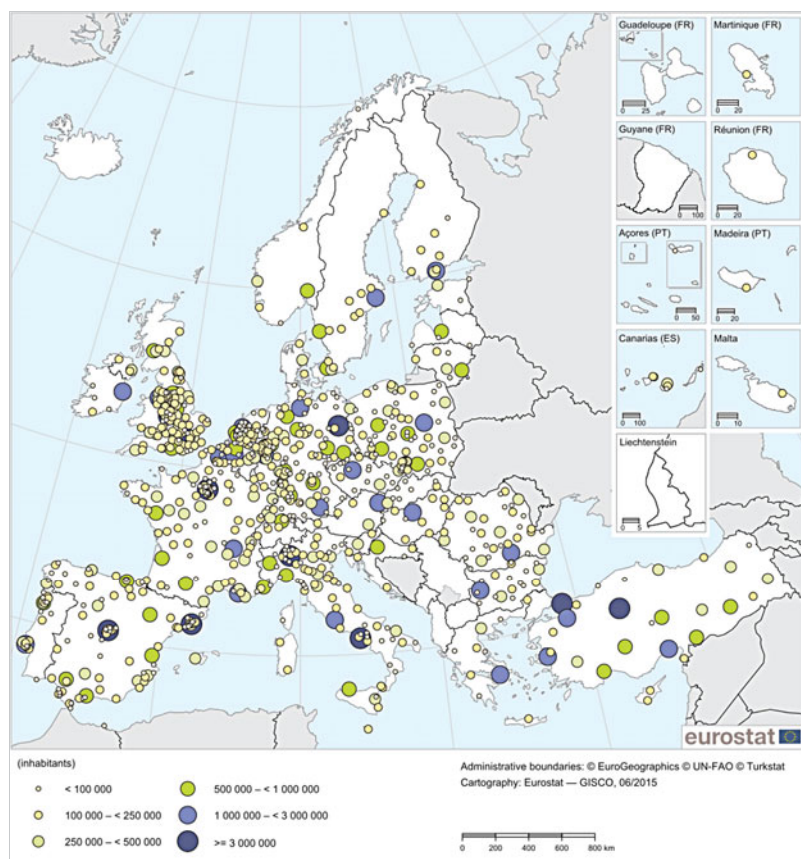 Guadeloupe (FR)
0 25
Martinique (FR)
0 20
Guyane (FR)
0 100
Réunion (FR)
0 20
Açores (PT)
0 50
Madeira (PT)
0 20
Canarias (ES)
0 100
Malta
0 10
Liechtenstein
0 5
eurostat
(inhabitants)
< 100 000
100 000 – < 250 000
250 000 – < 500 000
500 000 – < 1 000 000
1 000 000 – < 3 000 000
>= 3 000 000
Administrative boundaries: © EuroGeographics © UN-FAO © Turkstat
Cartography: Eurostat — GISCO, 06/2015
0 200 400 600 800 km